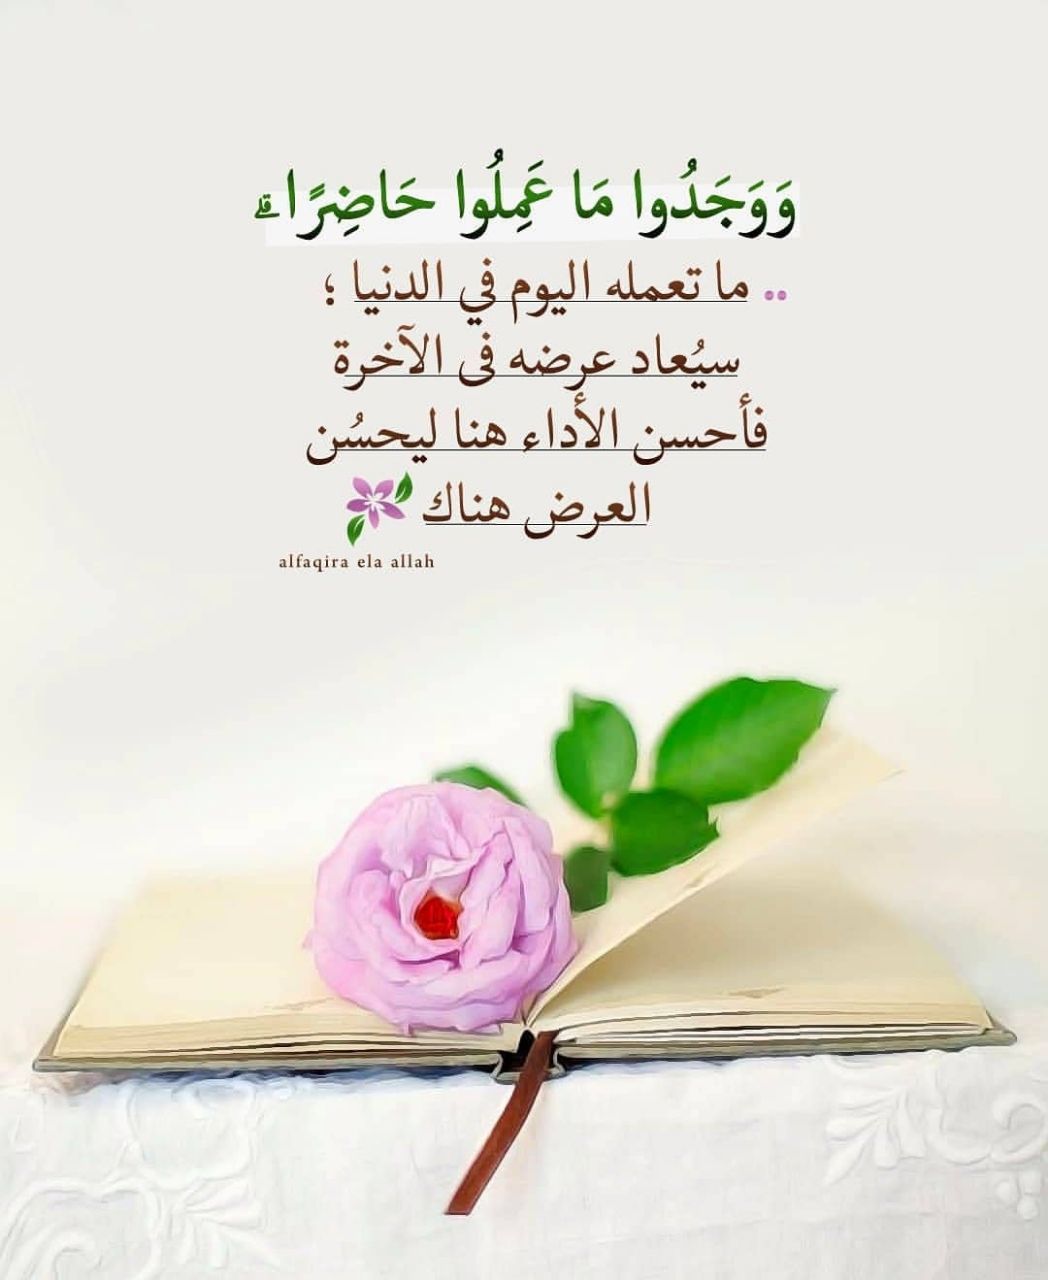 وَوَجَدُوا مَا عَمِلُوا حَاضِرًا ۗ
.. ما تعمله اليوم في الدنيا ؛
سيُعاد عرضه فى الآخرة
فأحسن الأداء هنا ليحسُن
العرض هناك
alfaqira ela allah